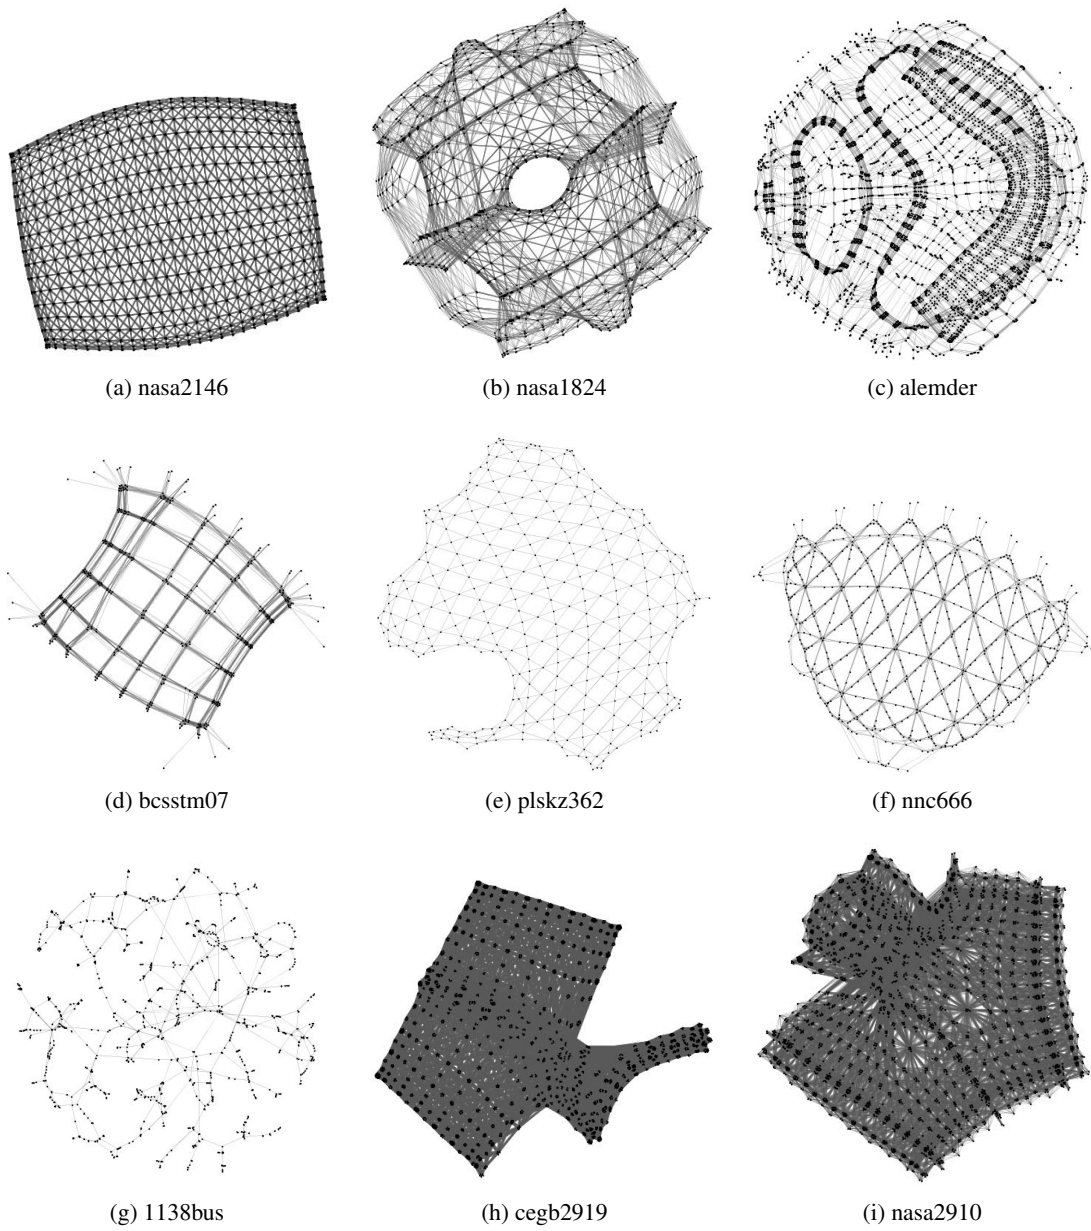 (a) nasa2146
(b) nasa1824
(c) alemder
(d) bcsstm07
(e) plskz362
(f) nnc666
(g) 1138bus
(h) cegb2919
(i) nasa2910